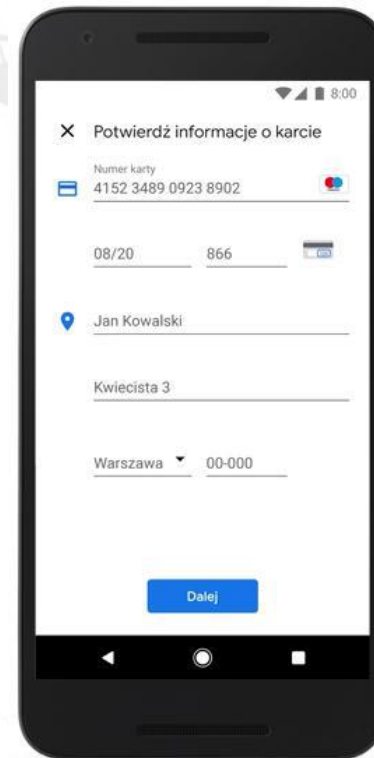 8:00
Potwierdź informacje o karcie
Numer karty
4152 3489 0923 8902
08/20 866
Jan Kowalski
Kwiecista 3
Warszawa 00-000
Dalej